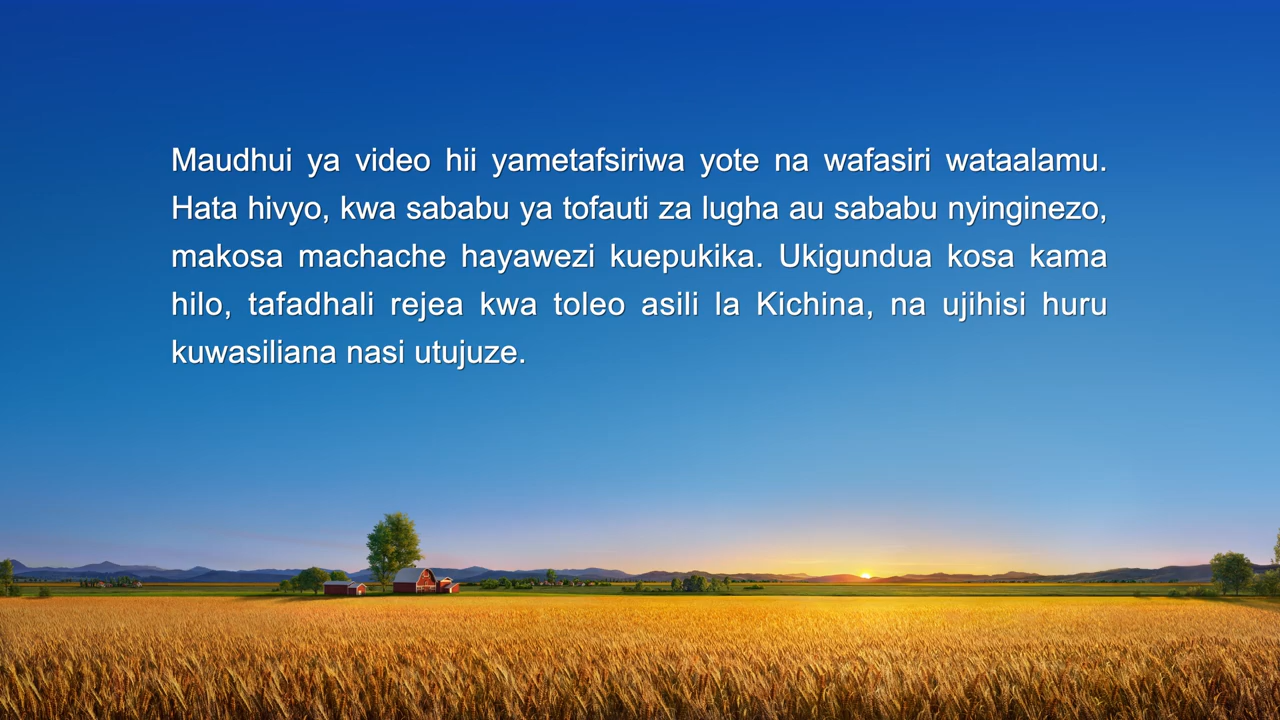 Maudhui ya video hii yametafsiriwa yote na wafasiri wataalamu.
Hata hivyo, kwa sababu ya tofauti za lugha au sababu nyinginezo,
makosa machache hayawezi kuepukika. Ukigundua kosa kama
hilo, tafadhali rejea kwa toleo asili la Kichina, na ujihisi huru
kuwasiliana nasi utujuze.